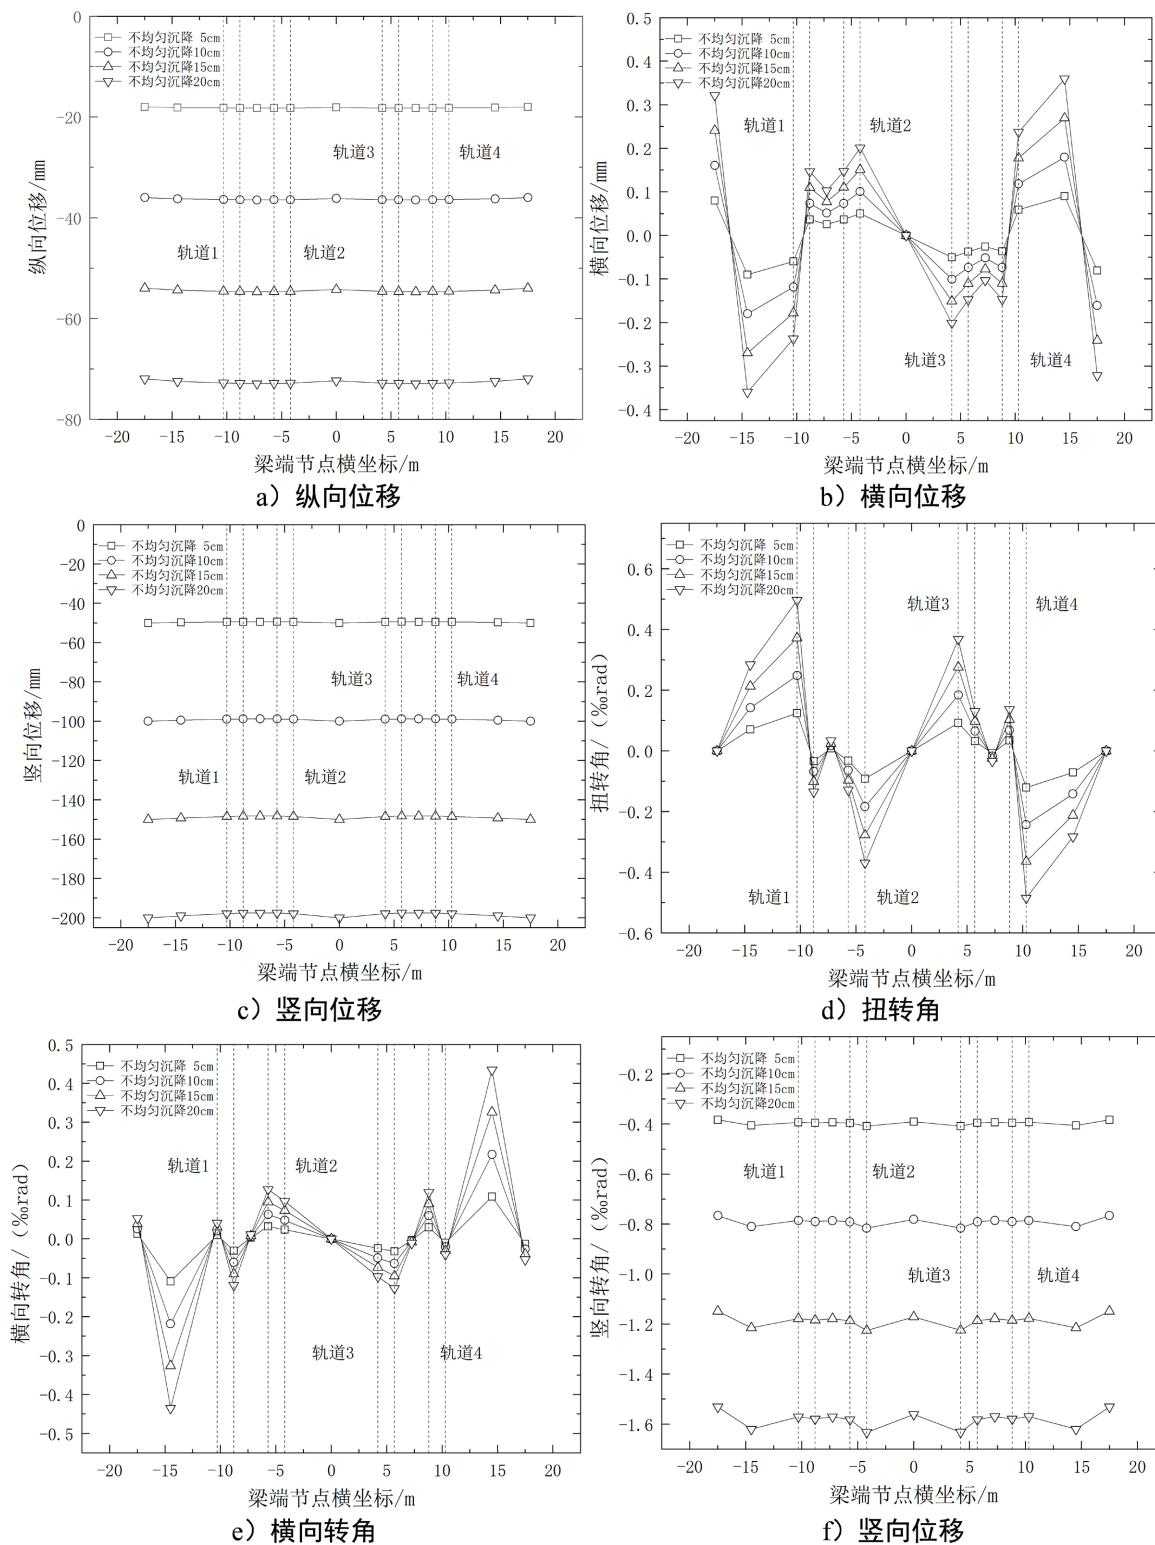 不均匀沉降 5cm
不均匀沉降10cm
不均匀沉降15cm
不均匀沉降20cm
轨道3
轨道4
轨道1
轨道2
纵向位移/mm
0
-20
-40
-60
-80
-20 -15 -10 -5 0 5 10 15 20
梁端节点横坐标/m
a）纵向位移
不均匀沉降 5cm
不均匀沉降10cm
不均匀沉降15cm
不均匀沉降20cm
轨道1
轨道2
轨道3
轨道4
横向位移/mm
0.5
0.4
0.3
0.2
0.1
0.0
-0.1
-0.2
-0.3
-0.4
-20 -15 -10 -5 0 5 10 15 20
梁端节点横坐标/m
b）横向位移
不均匀沉降 5cm
不均匀沉降10cm
不均匀沉降15cm
不均匀沉降20cm
轨道3
轨道4
轨道1
轨道2
竖向位移/mm
0
-20
-40
-60
-80
-100
-120
-140
-160
-180
-200
-20 -15 -10 -5 0 5 10 15 20
梁端节点横坐标/m
c）竖向位移
不均匀沉降 5cm
不均匀沉降10cm
不均匀沉降15cm
不均匀沉降20cm
轨道3
轨道4
轨道1
轨道2
扭转角/（‰rad）
0.6
0.4
0.2
0.0
-0.2
-0.4
-0.6
-20 -15 -10 -5 0 5 10 15 20
梁端节点横坐标/m
d）扭转角
不均匀沉降 5cm
不均匀沉降10cm
不均匀沉降15cm
不均匀沉降20cm
轨道1
轨道2
轨道3
轨道4
横向转角/（‰rad）
0.5
0.4
0.3
0.2
0.1
0.0
-0.1
-0.2
-0.3
-0.4
-0.5
-20 -15 -10 -5 0 5 10 15 20
梁端节点横坐标/m
e）横向转角
不均匀沉降 5cm
不均匀沉降10cm
不均匀沉降15cm
不均匀沉降20cm
轨道1
轨道2
轨道3
轨道4
竖向转角/（‰rad）
-0.2
-0.4
-0.6
-0.8
-1.0
-1.2
-1.4
-1.6
-20 -15 -10 -5 0 5 10 15 20
梁端节点横坐标/m
f）竖向位移